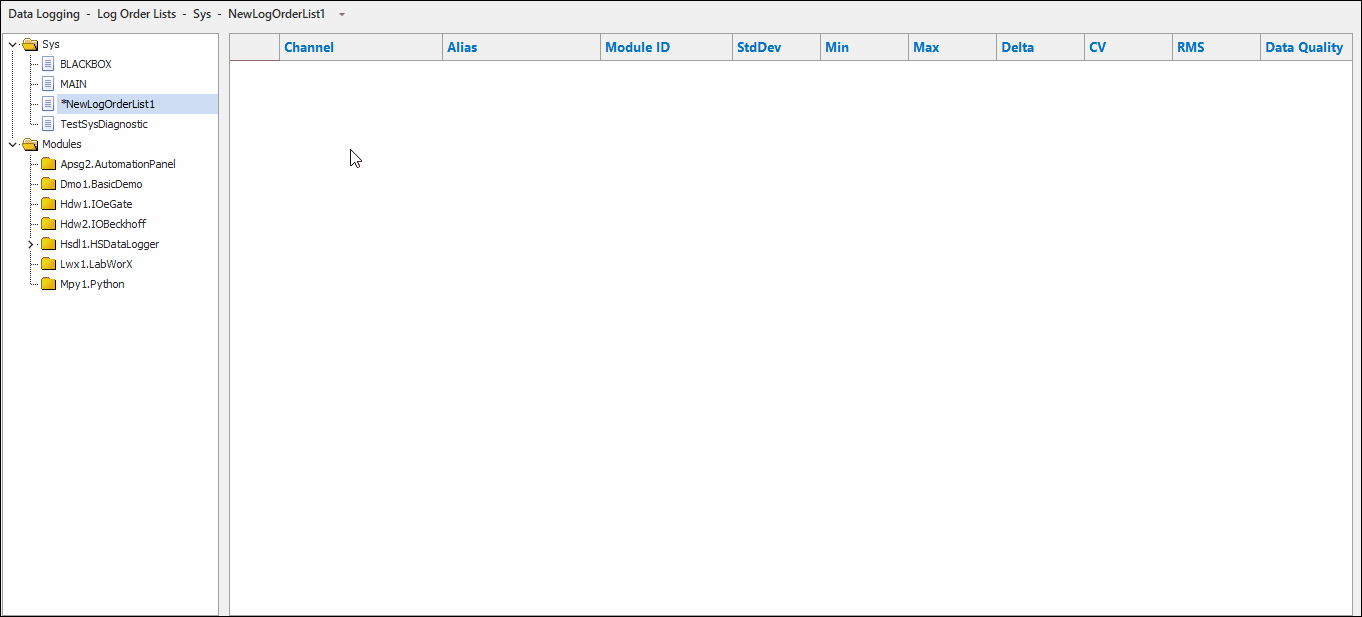 Data Logging - Log Order Lists - Sys - NewLogOrderList1
Sys
BLACKBOX
MAIN
*NewLogOrderList1
TestSysDiagnostic
Modules
Apsg2.AutomationPanel
Dmo1.BasicDemo
Hdw1.IOeGate
Hdw2.IOBeckhoff
Hsdl1.HSDataLogger
Lwx1.LabWorX
Mpy1.Python
Channel Alias Module ID StdDev Min Max Delta CV RMS Data Quality